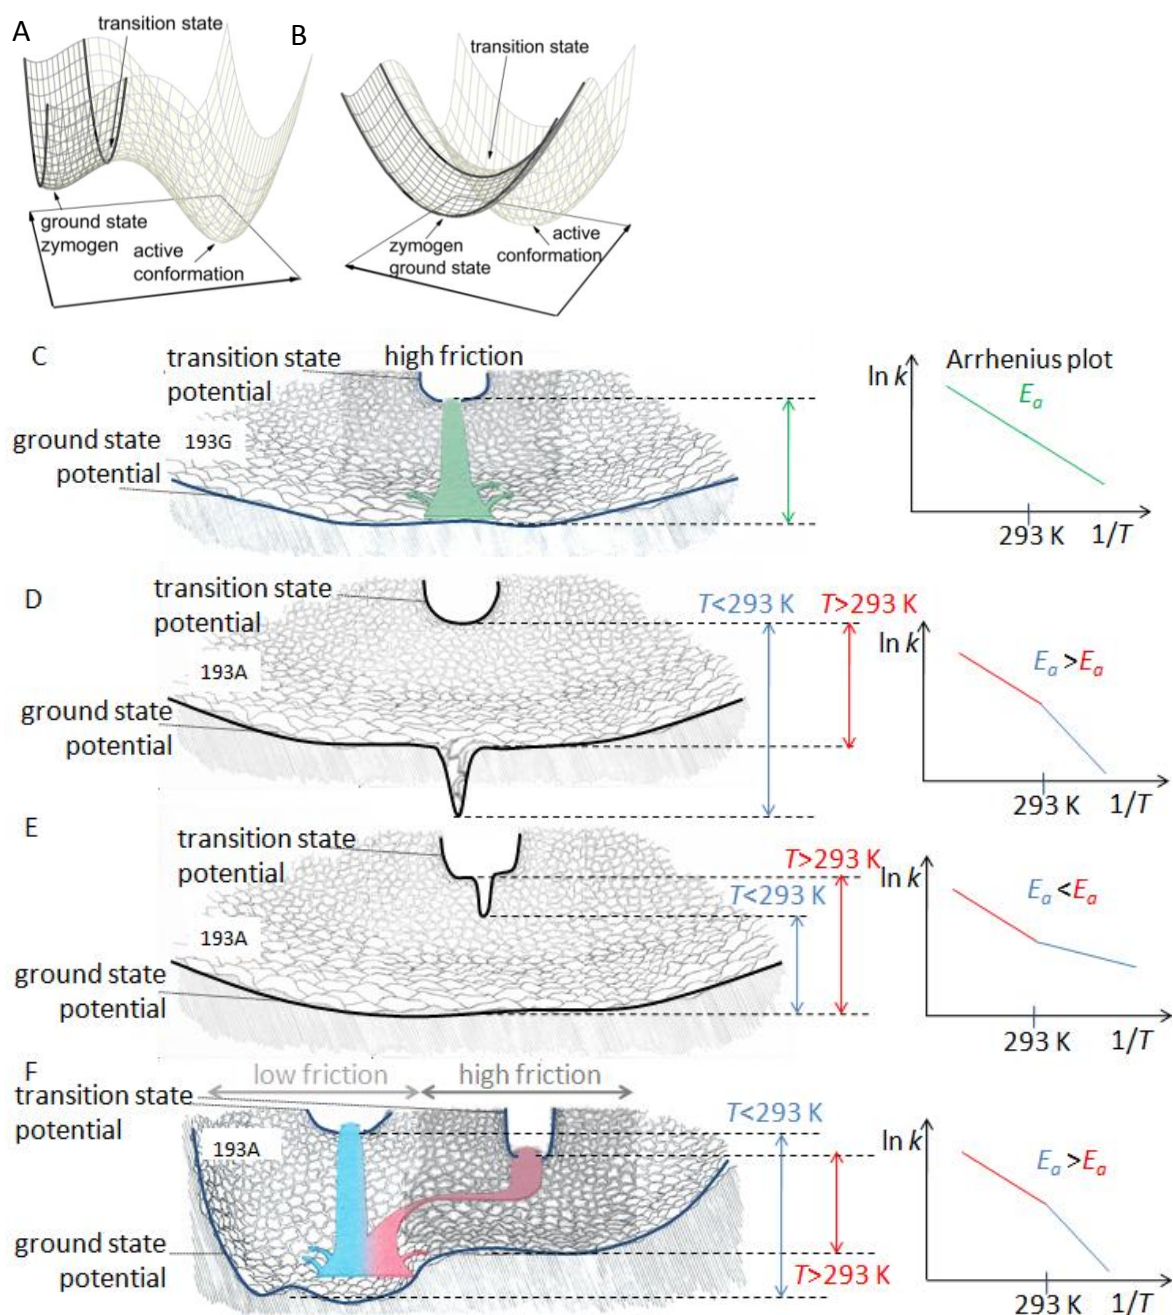 A
transition state
B
transition state
ground state
zymogen
active
conformation
zymogen
ground state
active
conformation
C
transition state
potential
high friction
ground state
potential
193G
ln k
Arrhenius plot
Ea
293 K
1/T
D
transition state
potential
193A
ground state
potential
T<293 K
T>293 K
ln k
Ea >Ea
293 K
1/T
E
transition state
potential
193A
ground state
potential
T>293 K
T<293 K
ln k
Ea <Ea
293 K
1/T
F
low friction
high friction
transition state
potential
193A
ground state
potential
T<293 K
T>293 K
ln k
Ea >Ea
293 K
1/T